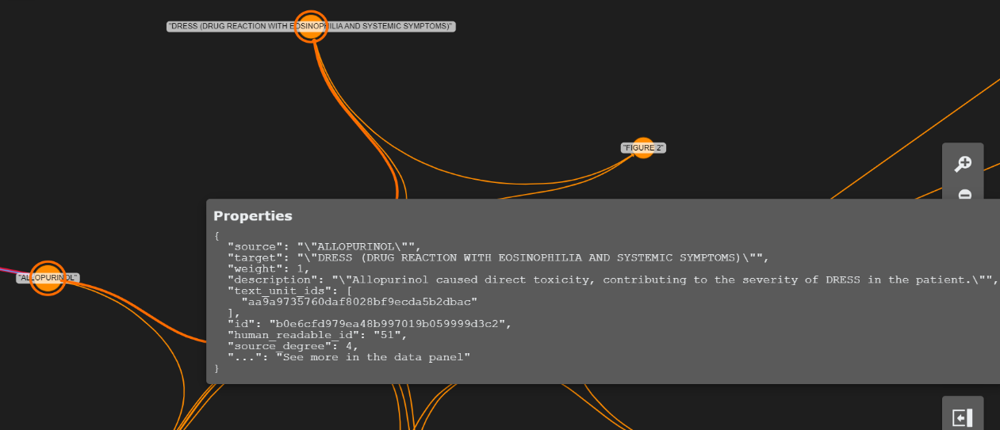 "DRESS (DRUG REACTION WITH EOSINOPHILIA AND SYSTEMIC SYMPTOMS)"
"FIGURE 2"
"ALLOPURINOL"
Properties
{
"source": "\"ALLOPURINOL\"",
"target": "\"DRESS (DRUG REACTION WITH EOSINOPHILIA AND SYSTEMIC SYMPTOMS)\"",
"weight": 1,
"description": "\"Allopurinol caused direct toxicity, contributing to the severity of DRESS in the patient.\"",
"text_unit_ids": [
"aa9a9735760daf8028bf9ecda5b2dbac"
],
"id": "b0e6cfd979ea48b997019b059999d3c2",
"human_readable_id": "51",
"source_degree": 4,
"...": "See more in the data panel"
}